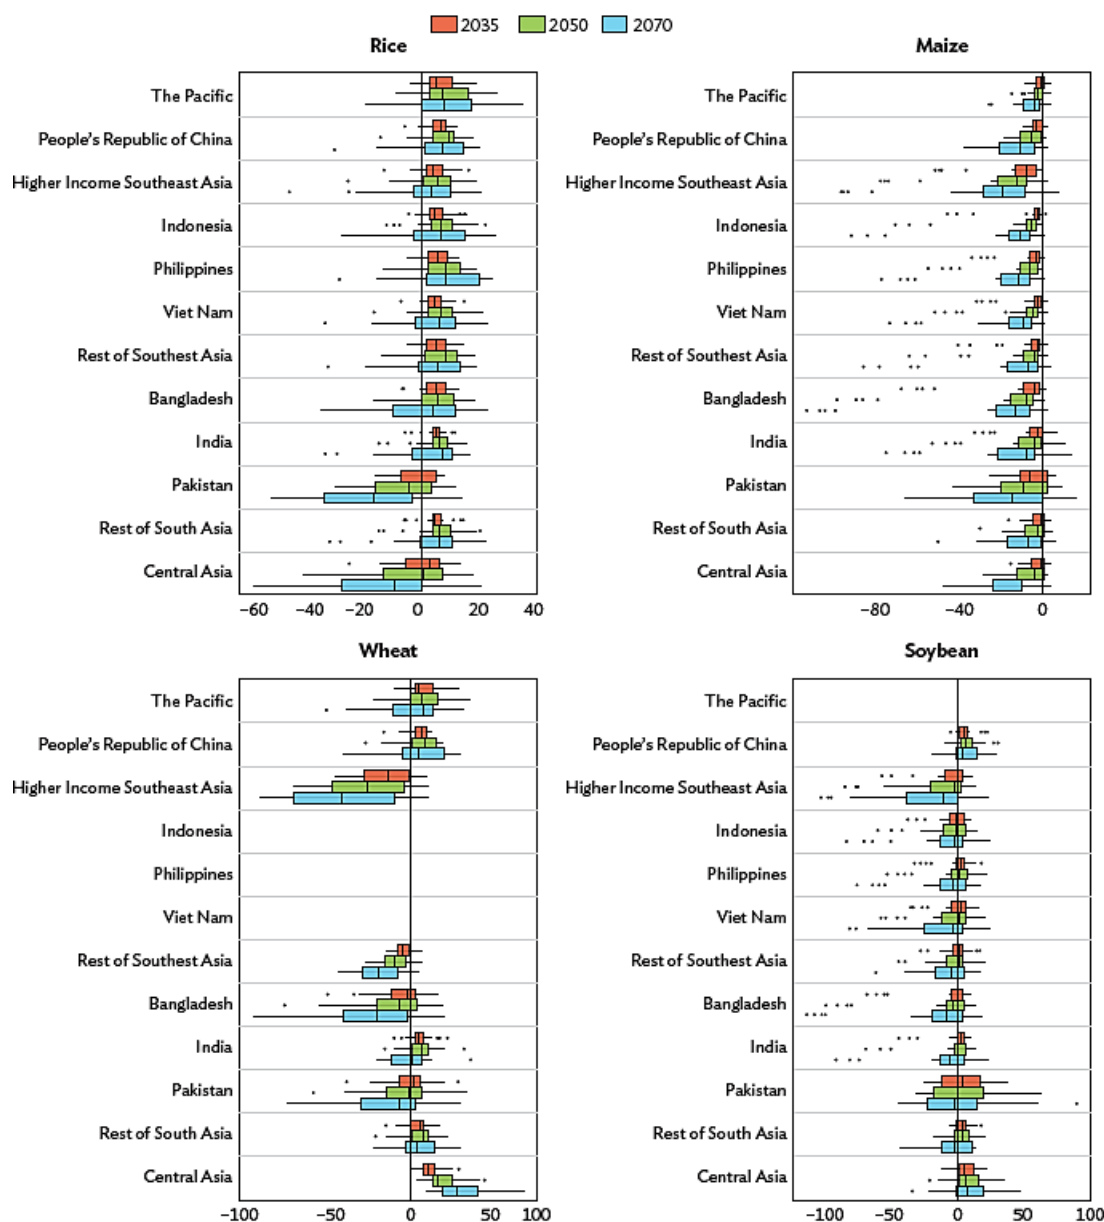 2035 2050 2070
Rice
The Pacific
People's Republic of China
Higher Income Southeast Asia
Indonesia
Philippines
Viet Nam
Rest of Southest Asia
Bangladesh
India
Pakistan
Rest of South Asia
Central Asia
−60 −40 −20 0 20 40
Maize
The Pacific
People's Republic of China
Higher Income Southeast Asia
Indonesia
Philippines
Viet Nam
Rest of Southest Asia
Bangladesh
India
Pakistan
Rest of South Asia
Central Asia
−80 −40 0
Wheat
The Pacific
People's Republic of China
Higher Income Southeast Asia
Indonesia
Philippines
Viet Nam
Rest of Southest Asia
Bangladesh
India
Pakistan
Rest of South Asia
Central Asia
−100 −50 0 50 100
Soybean
The Pacific
People's Republic of China
Higher Income Southeast Asia
Indonesia
Philippines
Viet Nam
Rest of Southest Asia
Bangladesh
India
Pakistan
Rest of South Asia
Central Asia
−100 −50 0 50 100